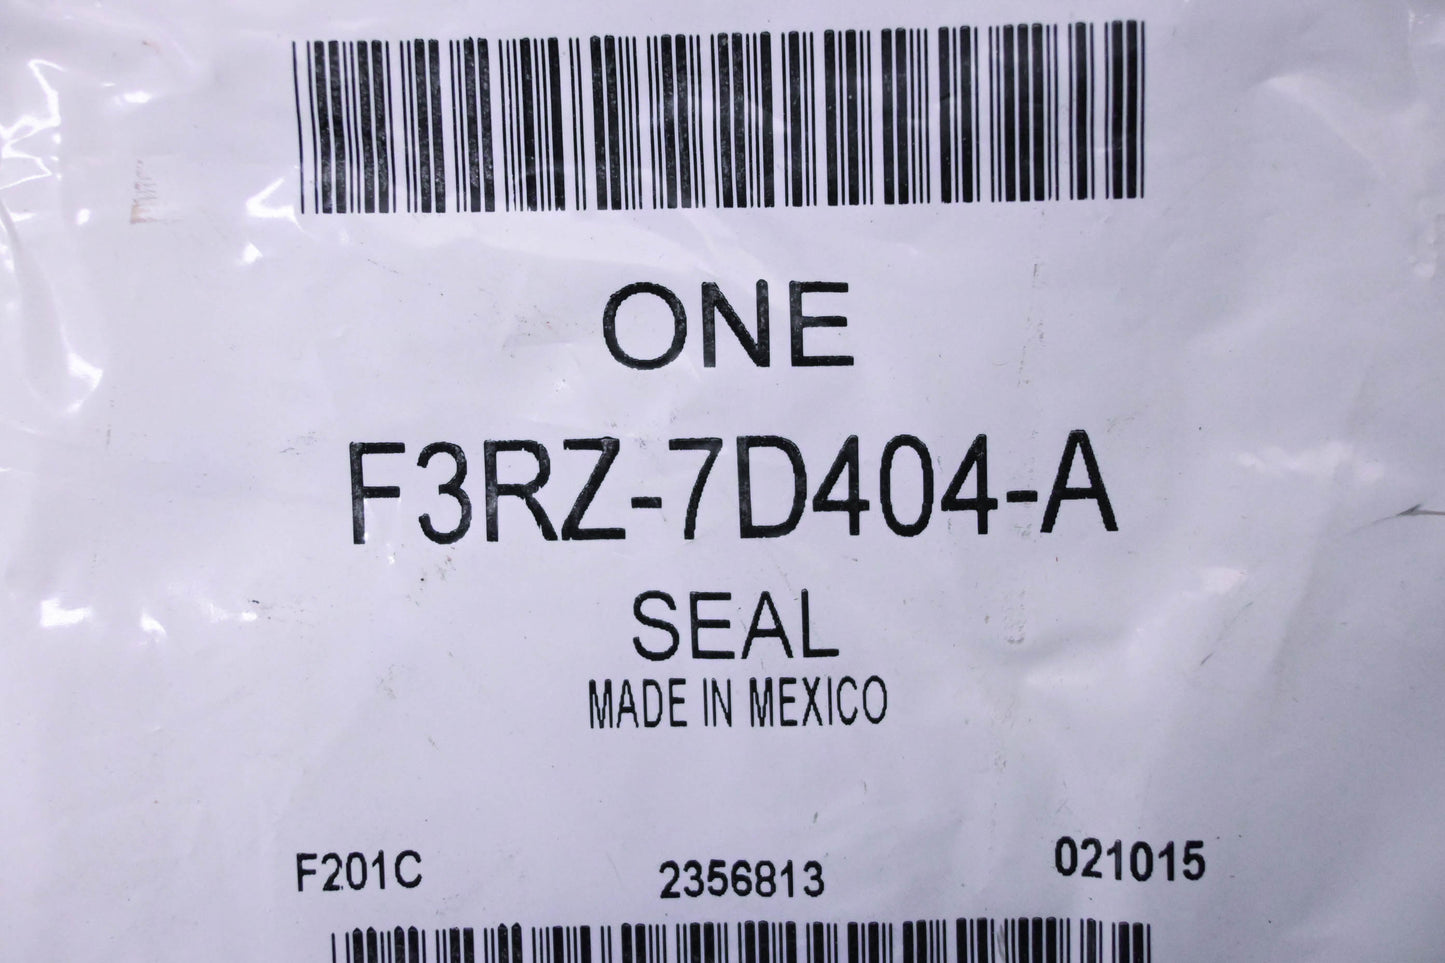 ONE
F3RZ-7D404-A
SEAL
MADE IN MEXICO
F201C 2356813 021015